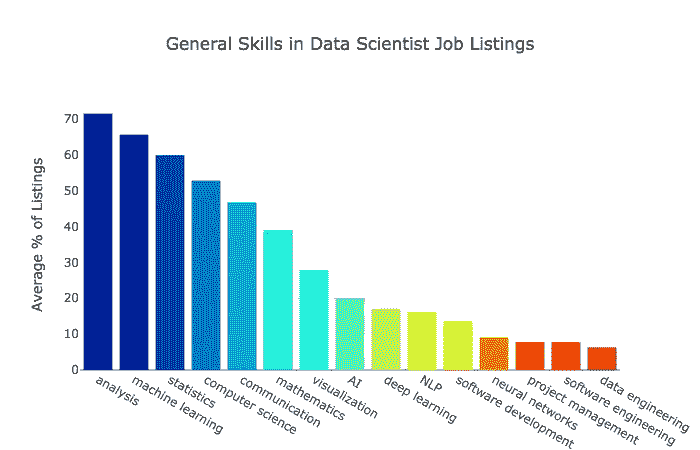 General Skills in Data Scientist Job Listings
Average % of Listings
70
60
50
40
30
20
10
0
analysis
machine learning
statistics
computer science
communication
mathematics
visualization
AI
deep learning
NLP
software development
neural networks
project management
software engineering
data engineering